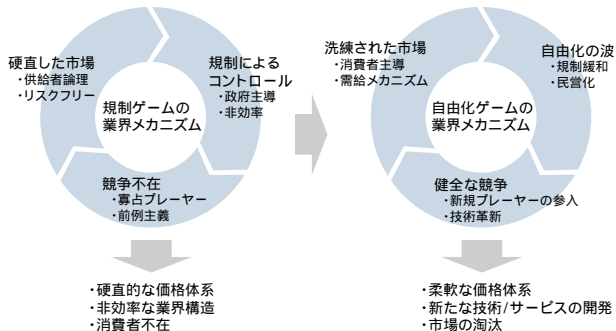 硬直した市場
・供給者論理
・リスクフリー
規制による
コントロール
・政府主導
・非効率
規制ゲームの
業界メカニズム
競争不在
・寡占プレーヤー
・前例主義
・硬直的な価格体系
・非効率な業界構造
・消費者不在
洗練された市場
・消費者主導
・需給メカニズム
自由化の波
・規制緩和
・民営化
自由化ゲームの
業界メカニズム
健全な競争
・新規プレーヤーの参入
・技術革新
・柔軟な価格体系
・新たな技術/サービスの開発
・市場の淘汰